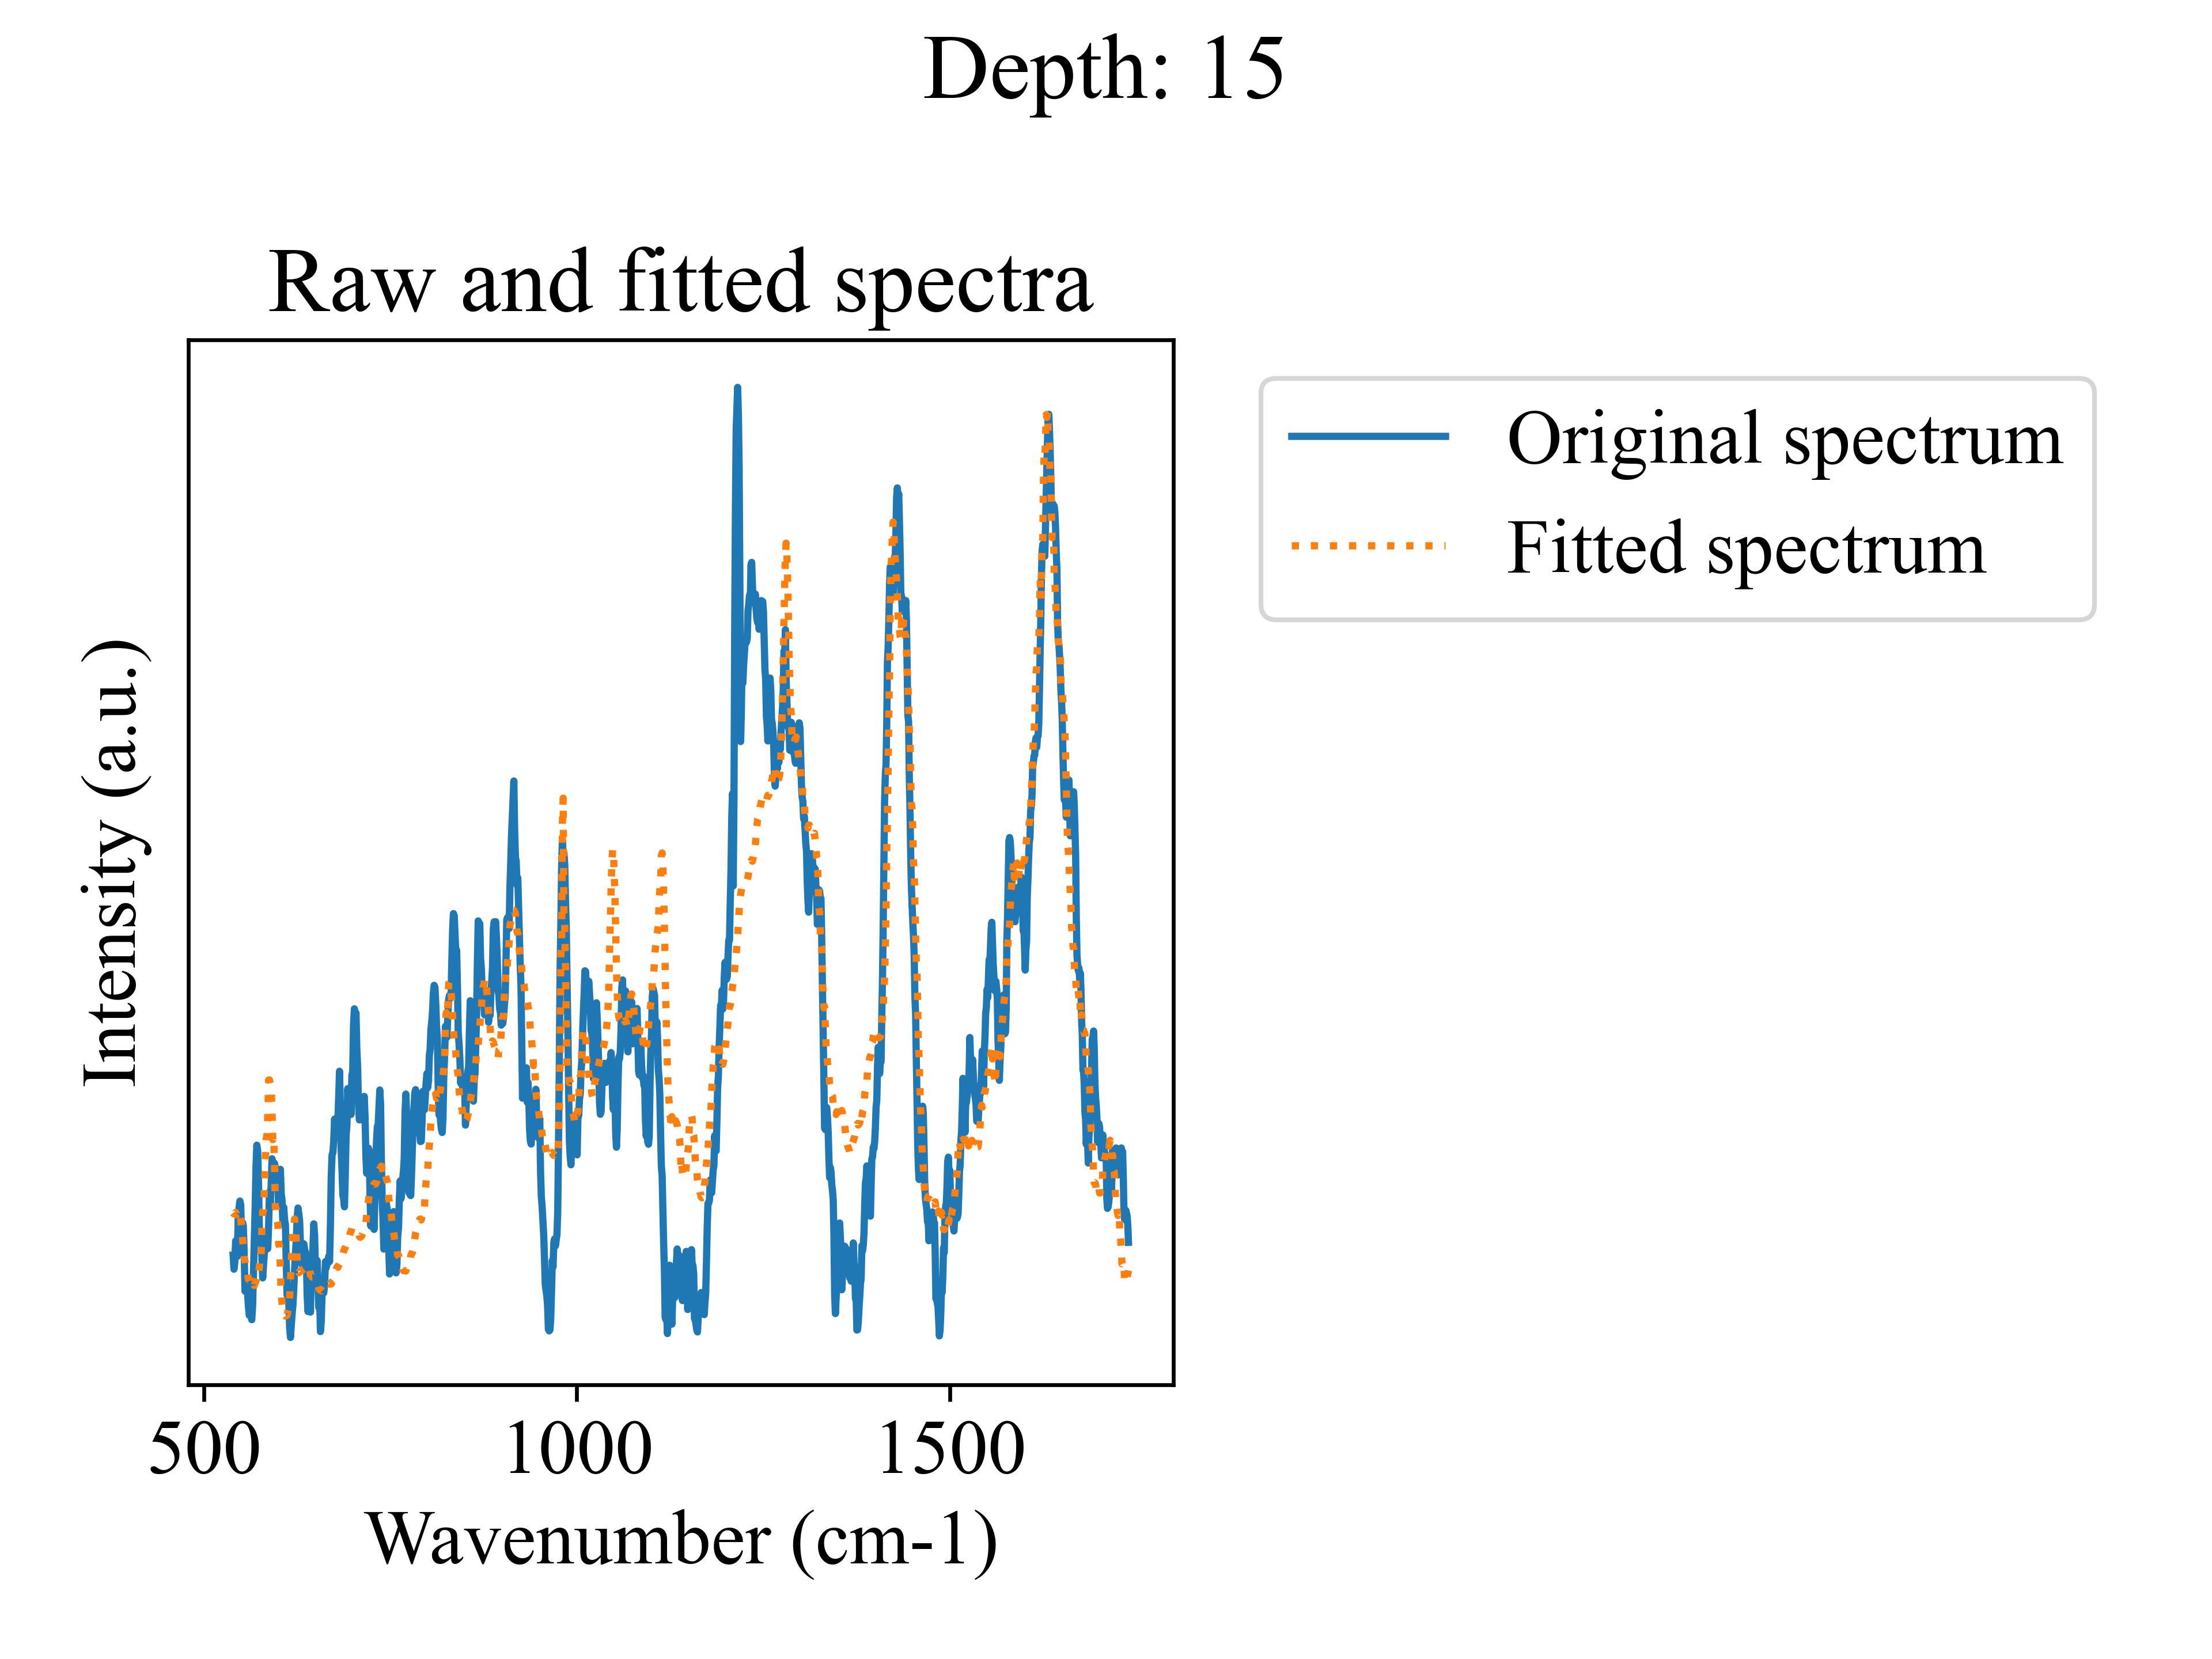 Depth: 15
Raw and fitted spectra
Original spectrum
Fitted spectrum
Intensity (a.u.)
500 1000 1500
Wavenumber (cm-1)